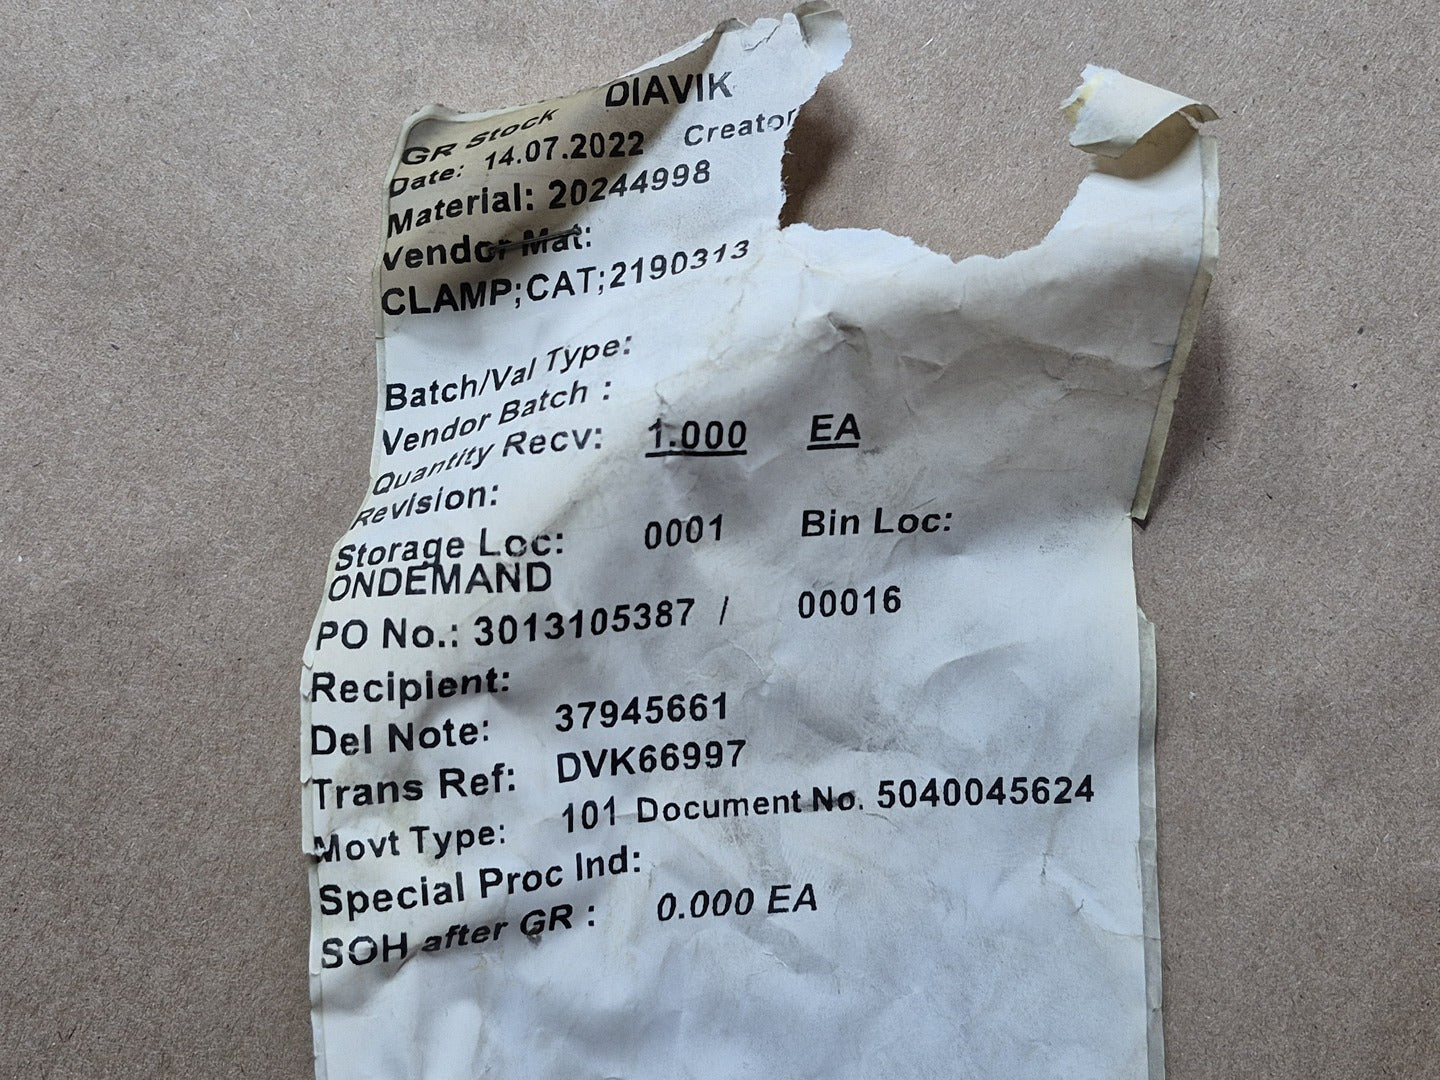 GR Stock DIAVIK
Date: 14.07.2022 Creator
Material: 20244998
Vendor Mat:
CLAMP;CAT;2190313
Batch/Val Type:
Vendor Batch :
Quantity Recv: 1.000 EA
Revision:
Storage Loc: 0001 Bin Loc:
ONDEMAND
PO No.: 3013105387 / 00016
Recipient:
Del Note: 37945661
Trans Ref: DVK66997
Movt Type: 101 Document No. 5040045624
Special Proc Ind:
SOH after GR : 0.000 EA